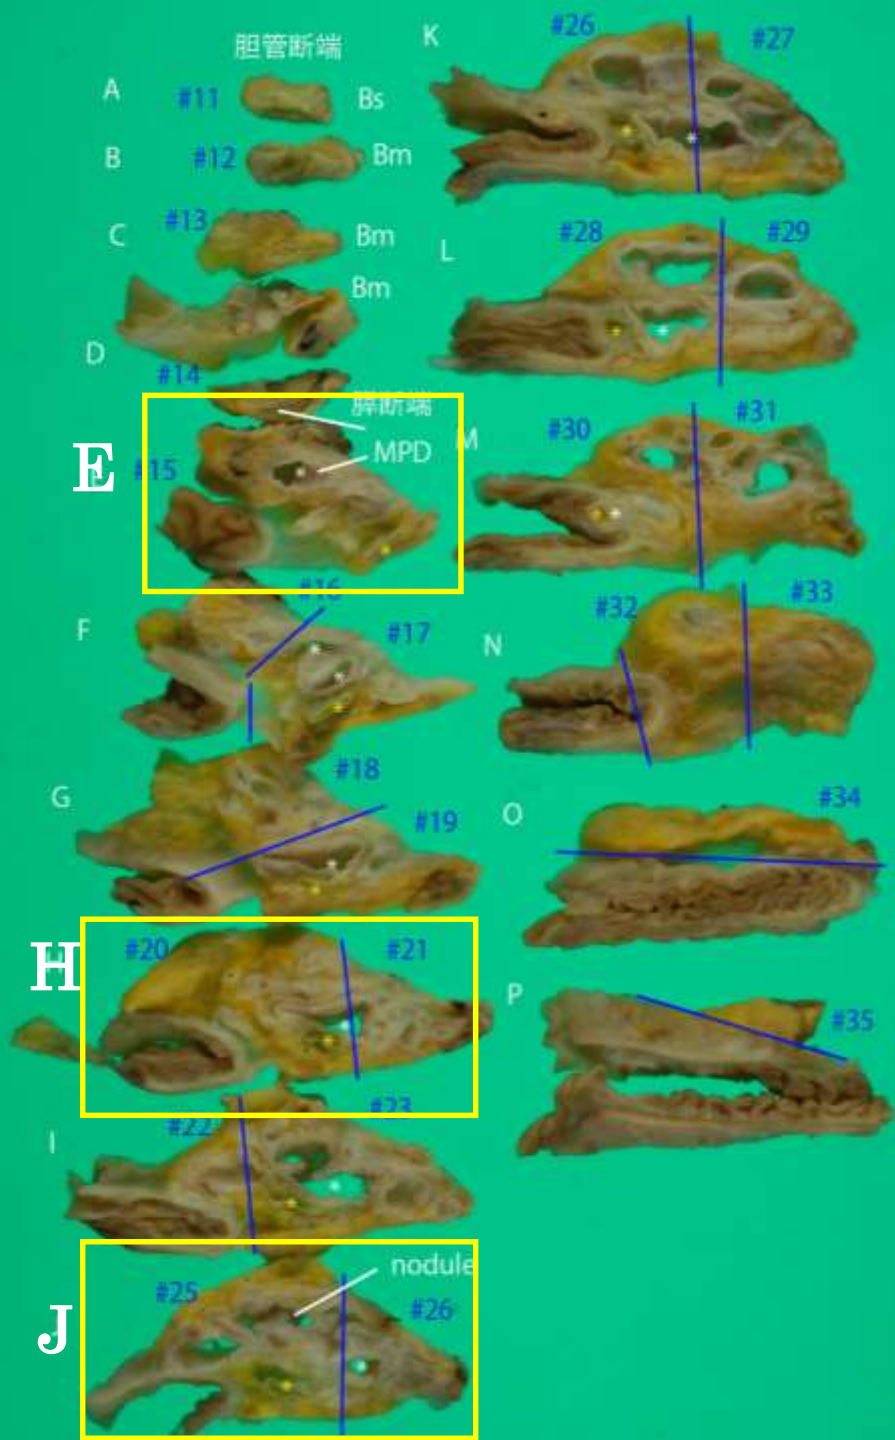 胆管断端
A
#11
Bs
B
#12
Bm
C
#13
Bm
Bm
D
#14
膵断端
E
#15
MPD
F
#16
#17
G
#18
#19
H
#20
#21
I
#22
#23
J
nodule
#25
#26
K
#26
#27
L
#28
#29
M
#30
#31
N
#32
#33
O
#34
P
#35